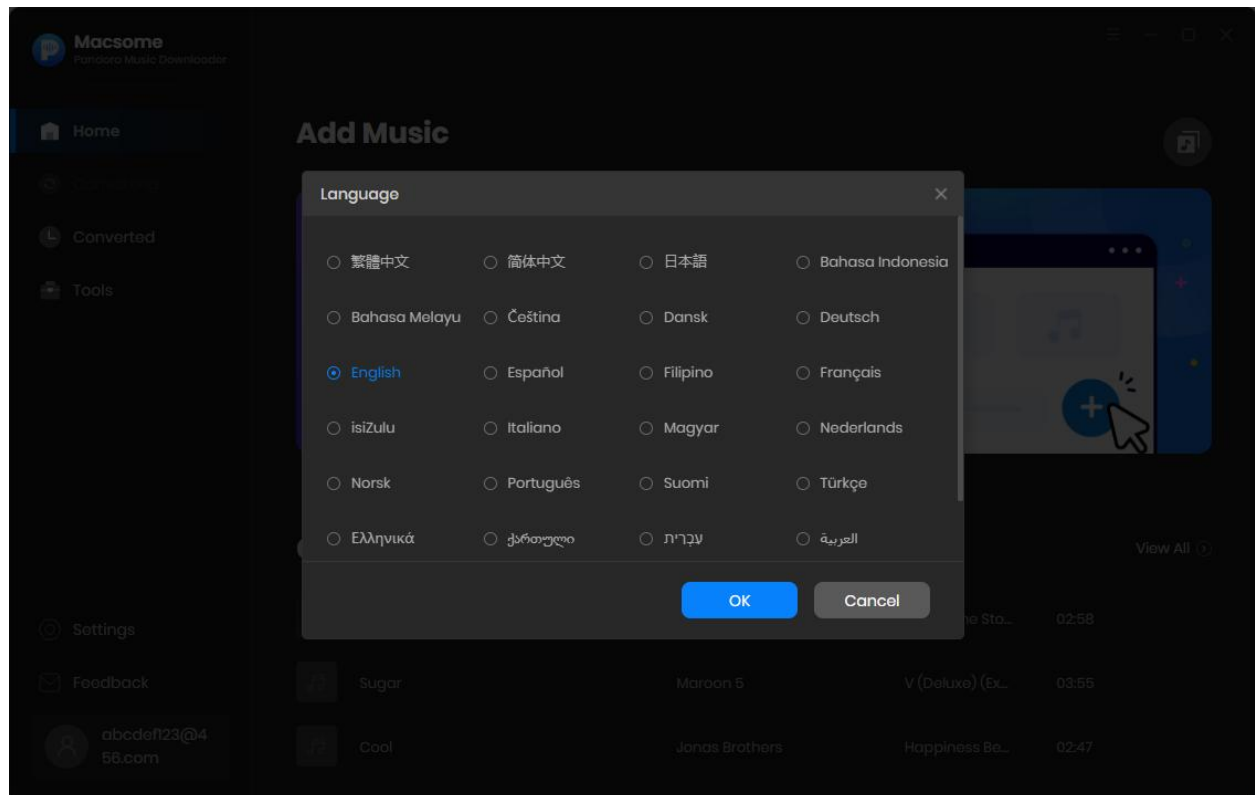 Macsome
Pandora Music Downloader
Home
Add Music
Language
繁體中文 简体中文 日本語 Bahasa Indonesia
Converted
Tools
Bahasa Melayu Čeština Dansk Deutsch
English Español Filipino Français
isiZulu Italiano Magyar Nederlands
Norsk Português Suomi Türkçe
Ελληνικά ქართული עִבְרִית العربية
View All
OK Cancel
Settings
02:58
Feedback
Sugar Maroon 5 V (Deluxe) (Ex... 03:55
abcdef123@4
56.com
Cool Jonas Brothers Happiness Be... 02:47